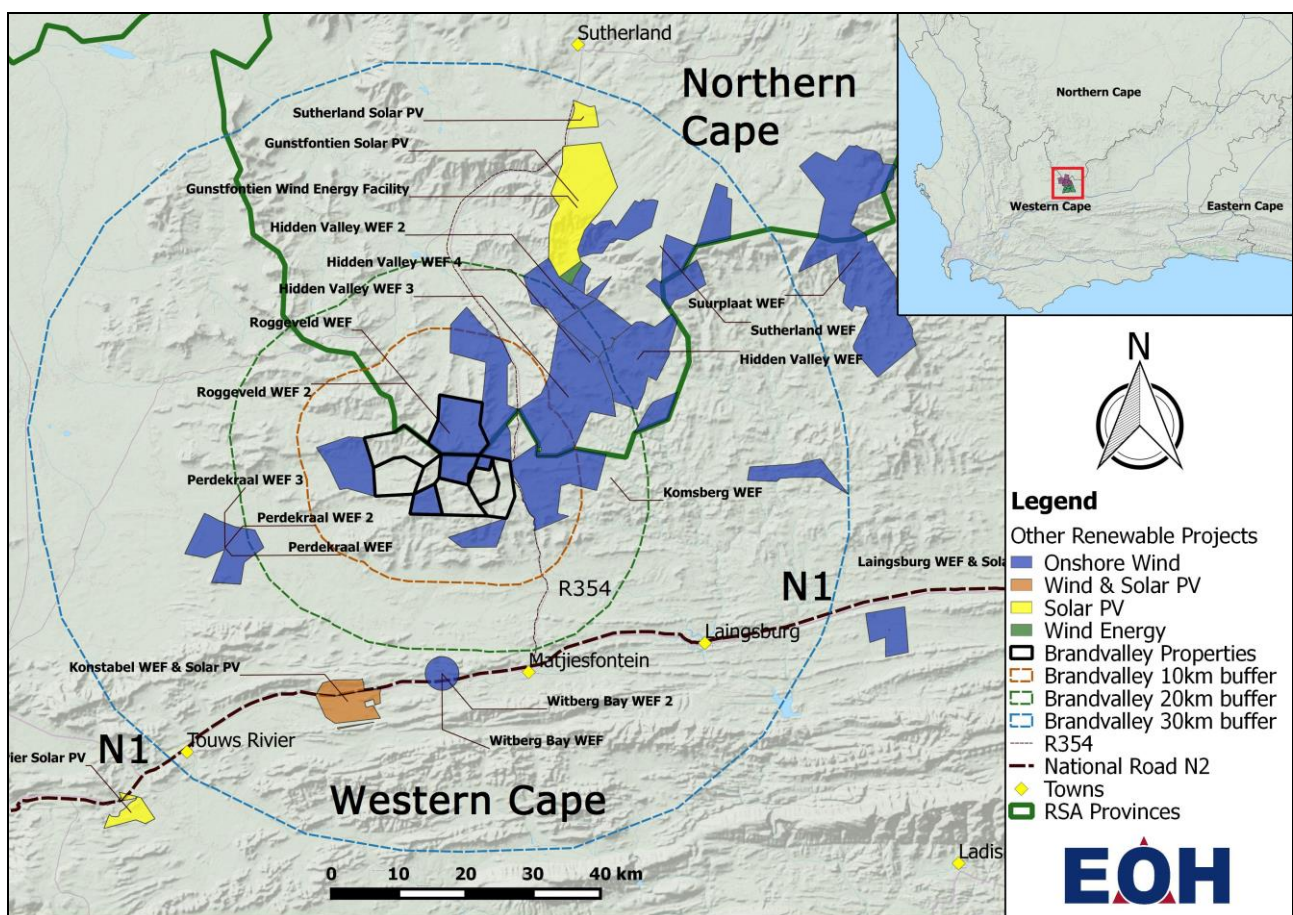 Sutherland
Northern
Cape
Sutherland Solar PV
Gunstfontien Solar PV
Gunstfontien Wind Energy Facility
Hidden Valley WEF 2
Hidden Valley WEF 4
Hidden Valley WEF 3
Roggeveld WEF
Roggeveld WEF 2
Suurplaat WEF
Sutherland WEF
Hidden Valley WEF
Perdekraal WEF 3
Perdekraal WEF 2
Perdekraal WEF
Komsberg WEF
R354
N1
Laingsburg WEF & Sola
Laingsburg
Matjiesfontein
Konstabel WEF & Solar PV
Witberg Bay WEF 2
Witberg Bay WEF
Touws Rivier
N1
vier Solar PV
Western Cape
Ladis
0 10 20 30 40 km
Northern Cape
Western Cape
Eastern Cape
N
Legend
Other Renewable Projects
Onshore Wind
Wind & Solar PV
Solar PV
Wind Energy
Brandvalley Properties
Brandvalley 10km buffer
Brandvalley 20km buffer
Brandvalley 30km buffer
R354
National Road N2
Towns
RSA Provinces
EOH